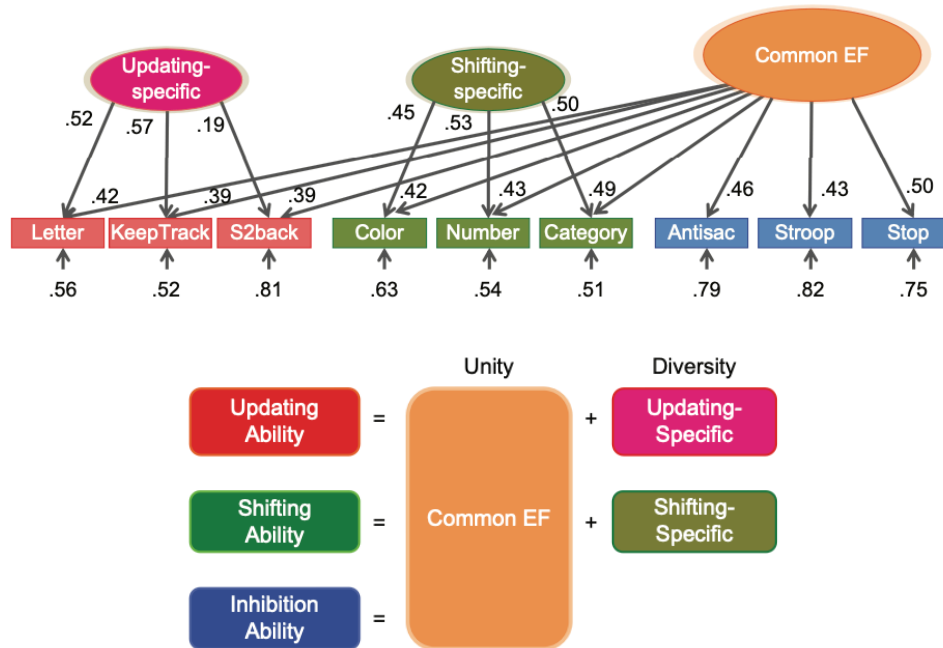 Updating-
specific
Shifting-
specific
Common EF
.52
.57
.19
.45
.53
.50
.42
.39
.39
.42
.43
.49
.46
.43
.50
Letter
KeepTrack
S2back
Color
Number
Category
Antisac
Stroop
Stop
.56
.52
.81
.63
.54
.51
.79
.82
.75
Unity
Diversity
Updating
Ability
=
Common EF
+
Updating-
Specific
Shifting
Ability
=
+
Shifting-
Specific
Inhibition
Ability
=